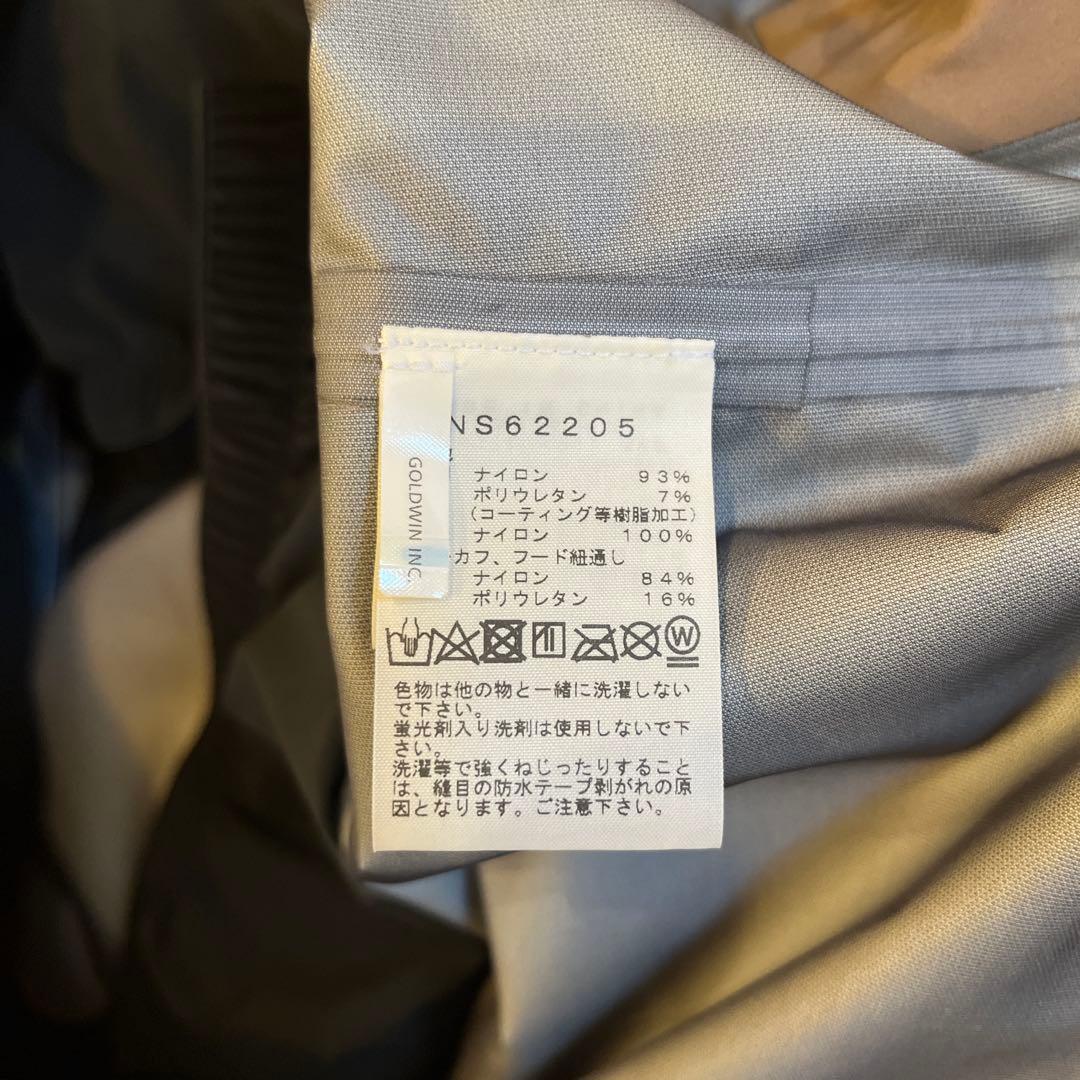 NS62205
ナイロン 93%
ポリウレタン 7%
(コーティング等樹脂加工)
ナイロン 100%
カフ、フード紐通し
ナイロン 84%
ポリウレタン 16%
GOLDWIN INC.
W
色物は他の物と一緒に洗濯しない
で下さい。
蛍光剤入り洗剤は使用しないで下
さい。
洗濯等で強くねじったりすること
は、縫目の防水テープ剥がれの原
因となります。ご注意下さい。